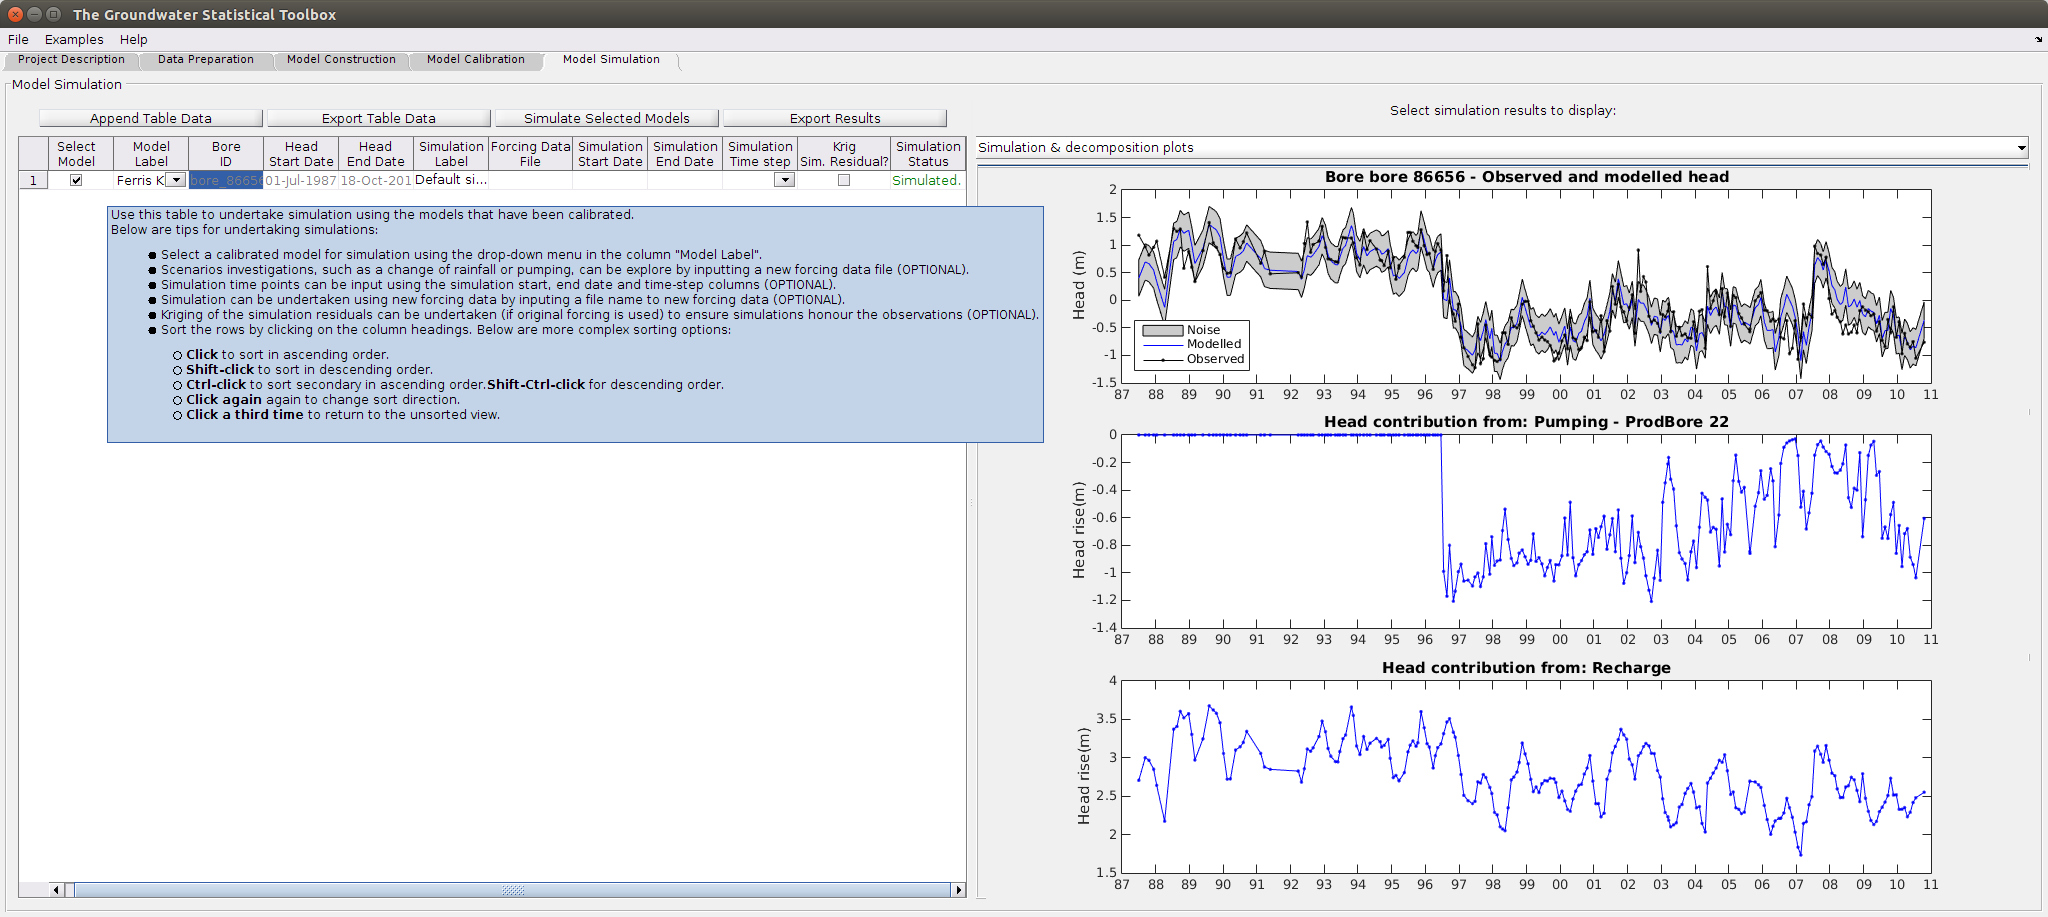 The Groundwater Statistical Toolbox
File Examples Help
Project Description Data Preparation Model Construction Model Calibration Model Simulation
Model Simulation
Append Table Data Export Table Data Simulate Selected Models Export Results
Select Model Model Label Bore ID Head Start Date Head End Date Simulation Label Forcing Data File Simulation Start Date Simulation End Date Simulation Time step Krig Sim. Residual? Simulation Status
1 Ferris K bore_86656 01-Jul-1987 18-Oct-201 Default si... Simulated.
Use this table to undertake simulation using the models that have been calibrated.
Below are tips for undertaking simulations:
Select a calibrated model for simulation using the drop-down menu in the column "Model Label".
Scenarios investigations, such as a change of rainfall or pumping, can be explore by inputting a new forcing data file (OPTIONAL).
Simulation time points can be input using the simulation start, end date and time-step columns (OPTIONAL).
Simulation can be undertaken using new forcing data by inputing a file name to new forcing data (OPTIONAL).
Kriging of the simulation residuals can be undertaken (if original forcing is used) to ensure simulations honour the observations (OPTIONAL).
Sort the rows by clicking on the column headings. Below are more complex sorting options:
Click to sort in ascending order.
Shift-click to sort in descending order.
Ctrl-click to sort secondary in ascending order.Shift-Ctrl-click for descending order.
Click again again to change sort direction.
Click a third time to return to the unsorted view.
Select simulation results to display:
Simulation & decomposition plots
Bore bore 86656 - Observed and modelled head
Head (m)
2
1.5
1
0.5
0
-0.5
-1
-1.5
Noise
Modelled
Observed
87 88 89 90 91 92 93 94 95 96 97 98 99 00 01 02 03 04 05 06 07 08 09 10 11
Head contribution from: Pumping - ProdBore 22
Head rise(m)
0
-0.2
-0.4
-0.6
-0.8
-1
-1.2
-1.4
87 88 89 90 91 92 93 94 95 96 97 98 99 00 01 02 03 04 05 06 07 08 09 10 11
Head contribution from: Recharge
Head rise(m)
4
3.5
3
2.5
2
1.5
87 88 89 90 91 92 93 94 95 96 97 98 99 00 01 02 03 04 05 06 07 08 09 10 11